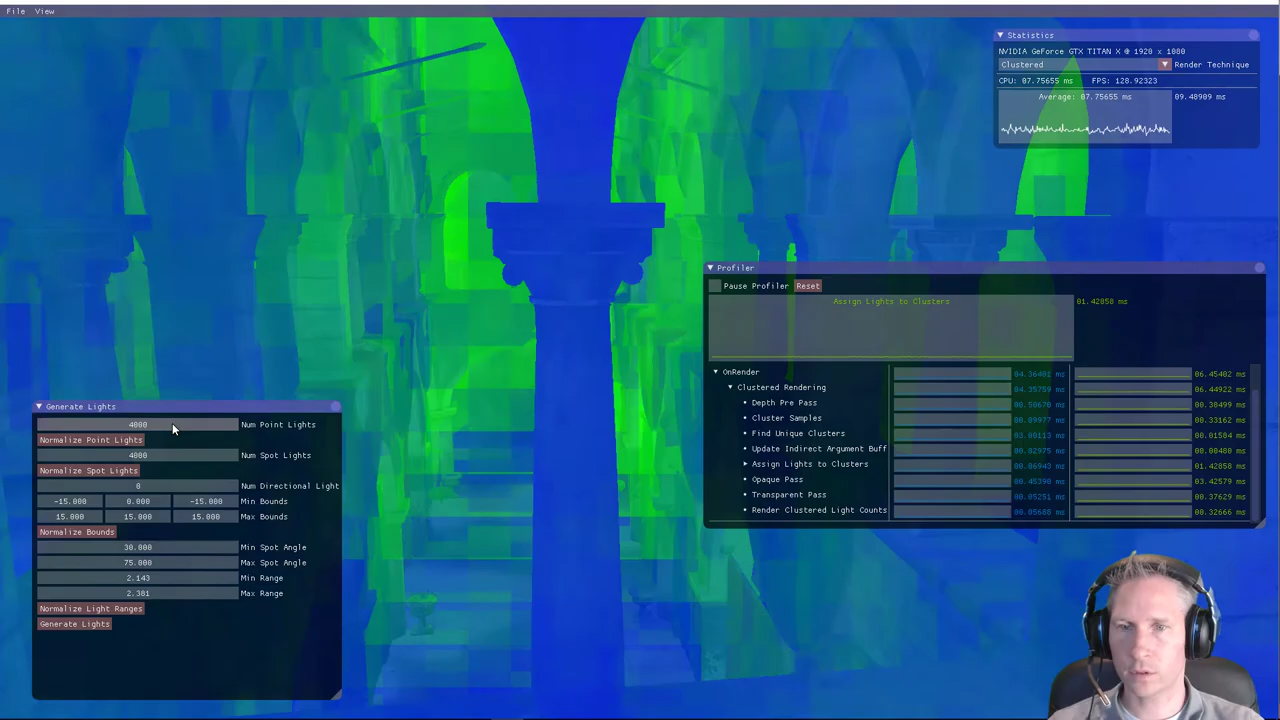 File View
Statistics
NVIDIA GeForce GTX TITAN X @ 1920 x 1080
Clustered Render Technique
CPU: 07.75655 ms FPS: 128.92323
Average: 07.75655 ms 09.48909 ms
Profiler
Pause Profiler Reset
Assign Lights to Clusters 01.42858 ms
OnRender 04.36401 ms 06.45402 ms
Clustered Rendering 04.35759 ms 06.44922 ms
Depth Pre Pass 00.50670 ms 00.38499 ms
Cluster Samples 00.09977 ms 00.33162 ms
Find Unique Clusters 03.08113 ms 00.01584 ms
Update Indirect Argument Buff 00.02975 ms 00.00480 ms
Assign Lights to Clusters 00.06943 ms 01.42858 ms
Opaque Pass 00.45390 ms 03.42579 ms
Transparent Pass 00.05251 ms 00.37629 ms
Render Clustered Light Counts 00.05688 ms 00.32666 ms
Generate Lights
4000 Num Point Lights
Normalize Point Lights
4000 Num Spot Lights
Normalize Spot Lights
0 Num Directional Light
-15.000 0.000 -15.000 Min Bounds
15.000 15.000 15.000 Max Bounds
Normalize Bounds
30.000 Min Spot Angle
75.000 Max Spot Angle
2.143 Min Range
2.381 Max Range
Normalize Light Ranges
Generate Lights